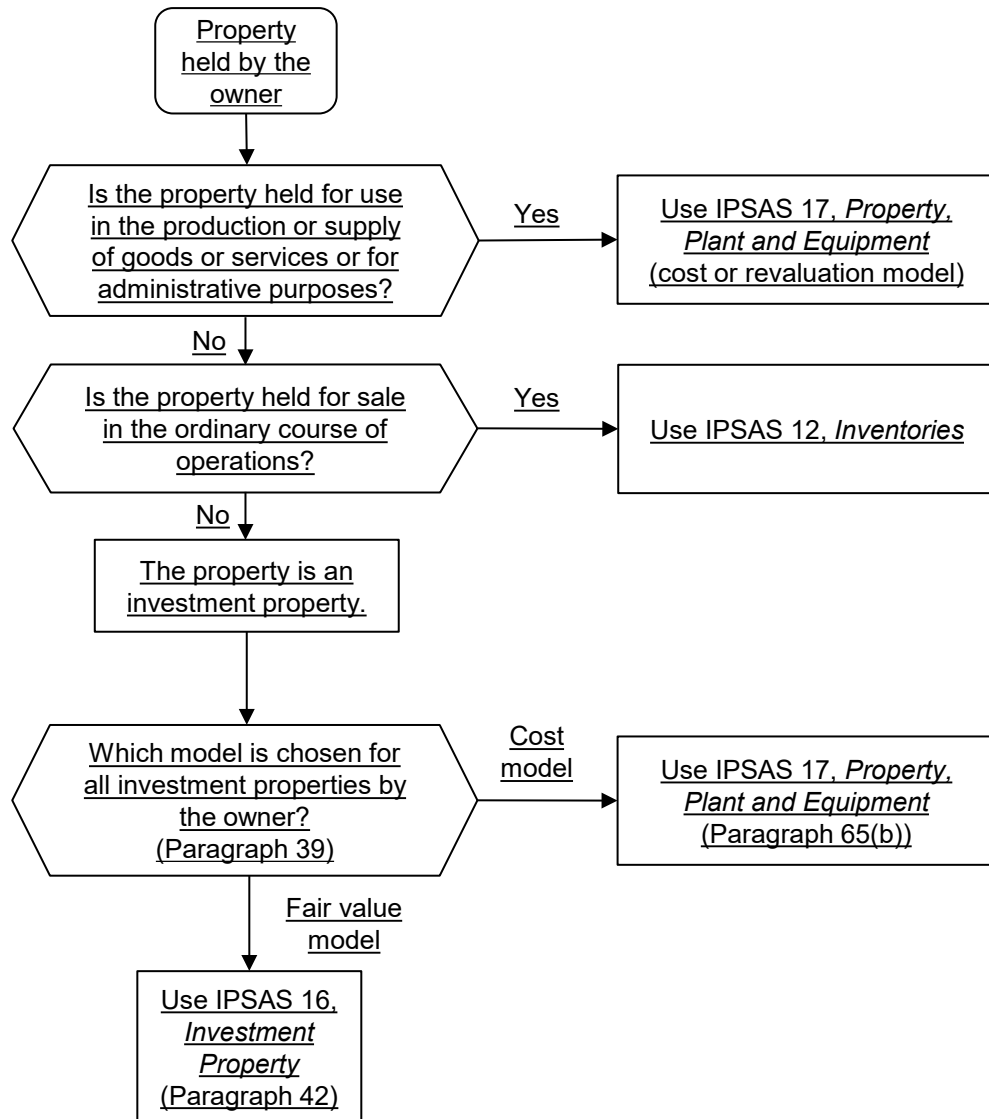 Property
held by the
owner
Is the property held for use
in the production or supply
of goods or services or for
administrative purposes?
Yes
Use IPSAS 17, Property,
Plant and Equipment
(cost or revaluation model)
No
Is the property held for sale
in the ordinary course of
operations?
Yes
Use IPSAS 12, Inventories
No
The property is an
investment property.
Which model is chosen for
all investment properties by
the owner?
(Paragraph 39)
Cost
model
Use IPSAS 17, Property,
Plant and Equipment
(Paragraph 65(b))
Fair value
model
Use IPSAS 16,
Investment
Property
(Paragraph 42)